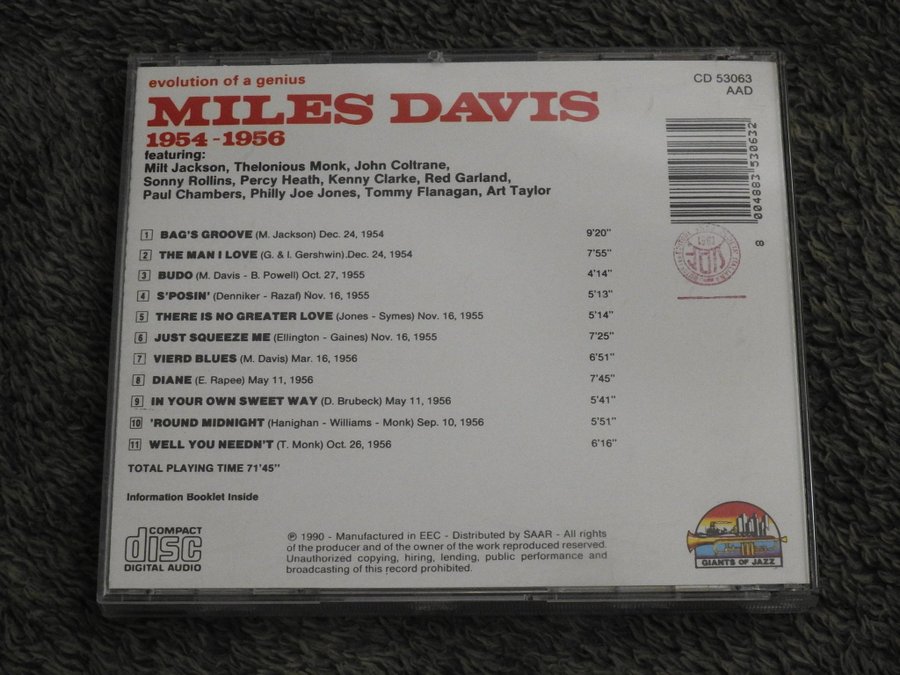 evolution of a genius
MILES DAVIS
1954-1956
featuring:
Milt Jackson, Thelonious Monk, John Coltrane,
Sonny Rollins, Percy Heath, Kenny Clarke, Red Garland,
Paul Chambers, Philly Joe Jones, Tommy Flanagan, Art Taylor
CD 53063
AAD
8 004883 530632
SIDE
1 BAG'S GROOVE (M. Jackson) Dec. 24, 1954 9'20"
2 THE MAN I LOVE (G. & I. Gershwin).Dec. 24, 1954 7'55"
3 BUDO (M. Davis - B. Powell) Oct. 27, 1955 4'14"
4 S'POSIN' (Denniker - Razaf) Nov. 16, 1955 5'13"
5 THERE IS NO GREATER LOVE (Jones - Symes) Nov. 16, 1955 5'14"
6 JUST SQUEEZE ME (Ellington - Gaines) Nov. 16, 1955 7'25"
7 VIERD BLUES (M. Davis) Mar. 16, 1956 6'51"
8 DIANE (E. Rapee) May 11, 1956 7'45"
9 IN YOUR OWN SWEET WAY (D. Brubeck) May 11, 1956 5'41"
10 'ROUND MIDNIGHT (Hanighan - Williams - Monk) Sep. 10, 1956 5'51"
11 WELL YOU NEEDN'T (T. Monk) Oct. 26, 1956 6'16"
TOTAL PLAYING TIME 71'45"
Information Booklet Inside
COMPACT
disc
DIGITAL AUDIO
℗ 1990 - Manufactured in EEC - Distributed by SAAR - All rights
of the producer and of the owner of the work reproduced reserved.
Unauthorized copying, hiring, lending, public performance and
broadcasting of this record prohibited.
GIANTS OF JAZZ